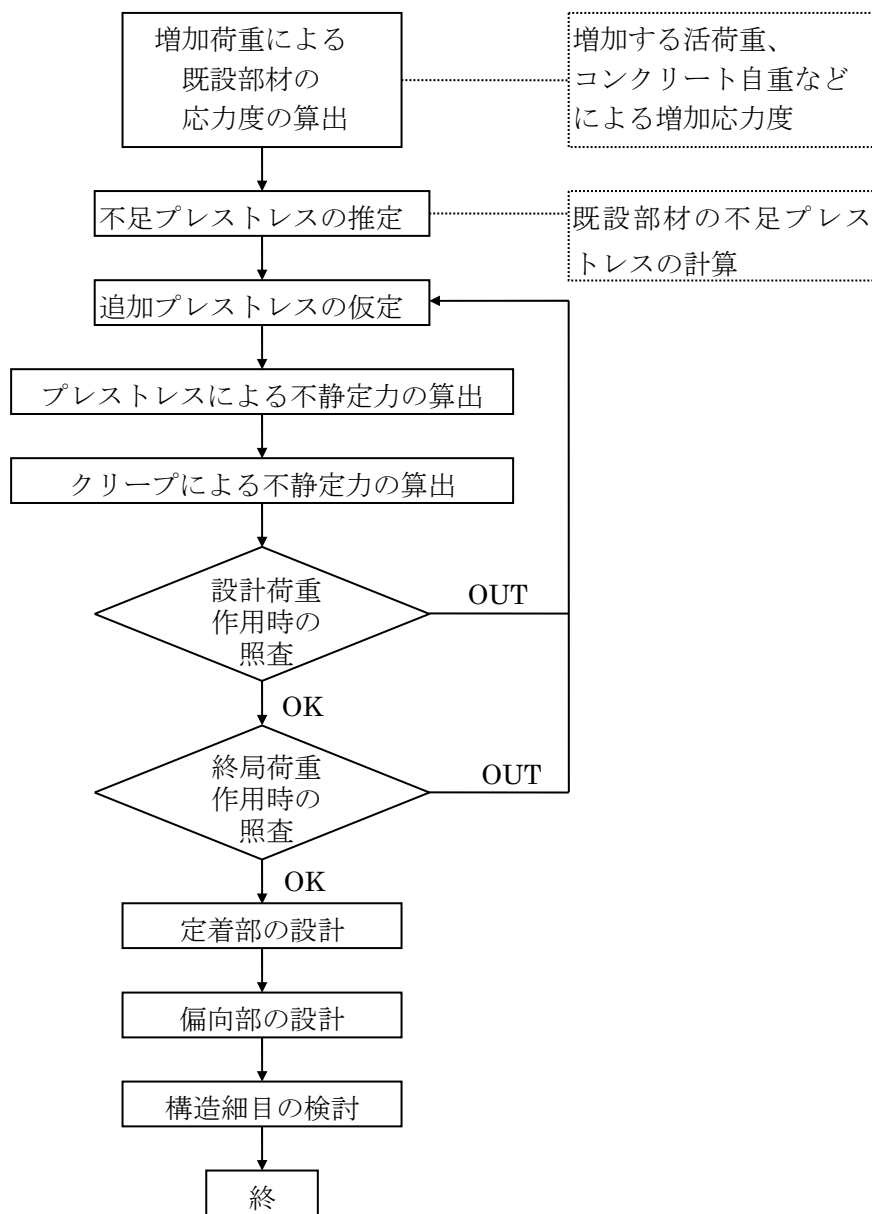 増加荷重による
既設部材の
応力度の算出
増加する活荷重、
コンクリート自重など
による増加応力度
不足プレストレスの推定
既設部材の不足プレス
トレスの計算
追加プレストレスの仮定
プレストレスによる不静定力の算出
クリープによる不静定力の算出
設計荷重
作用時の
照査
OUT
OK
終局荷重
作用時の
照査
OUT
OK
定着部の設計
偏向部の設計
構造細目の検討
終